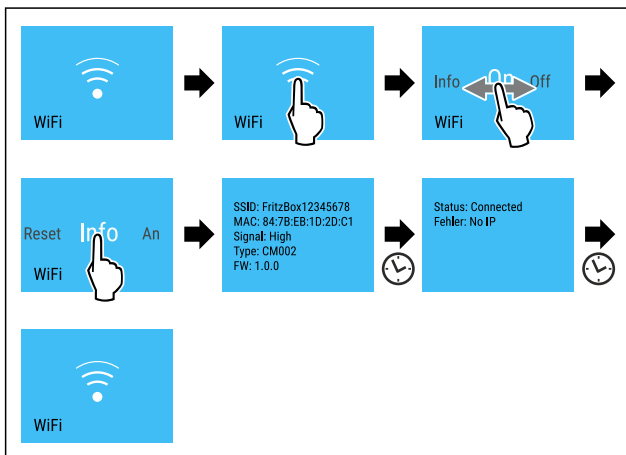 WiFi
WiFi
Info On Off
WiFi
Reset Info An
WiFi
SSID: FritzBox12345678
MAC: 84:7B:EB:1D:2D:C1
Signal: High
Type: CM002
FW: 1.0.0
Status: Connected
Fehler: No IP
WiFi